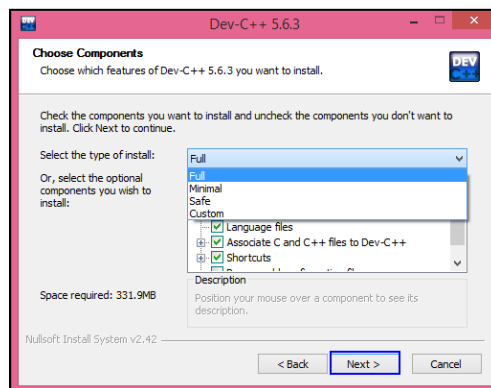 Dev-C++ 5.6.3
Choose Components
Choose which features of Dev-C++ 5.6.3 you want to install.
DEV
C++
Check the components you want to install and uncheck the components you don't want to
install. Click Next to continue.
Select the type of install:
Full
Or, select the optional
components you wish to
install:
Full
Minimal
Safe
Custom
Language files
Associate C and C++ files to Dev-C++
Shortcuts
Space required: 331.9MB
Description
Position your mouse over a component to see its
description.
Nullsoft Install System v2.42
< Back
Next >
Cancel